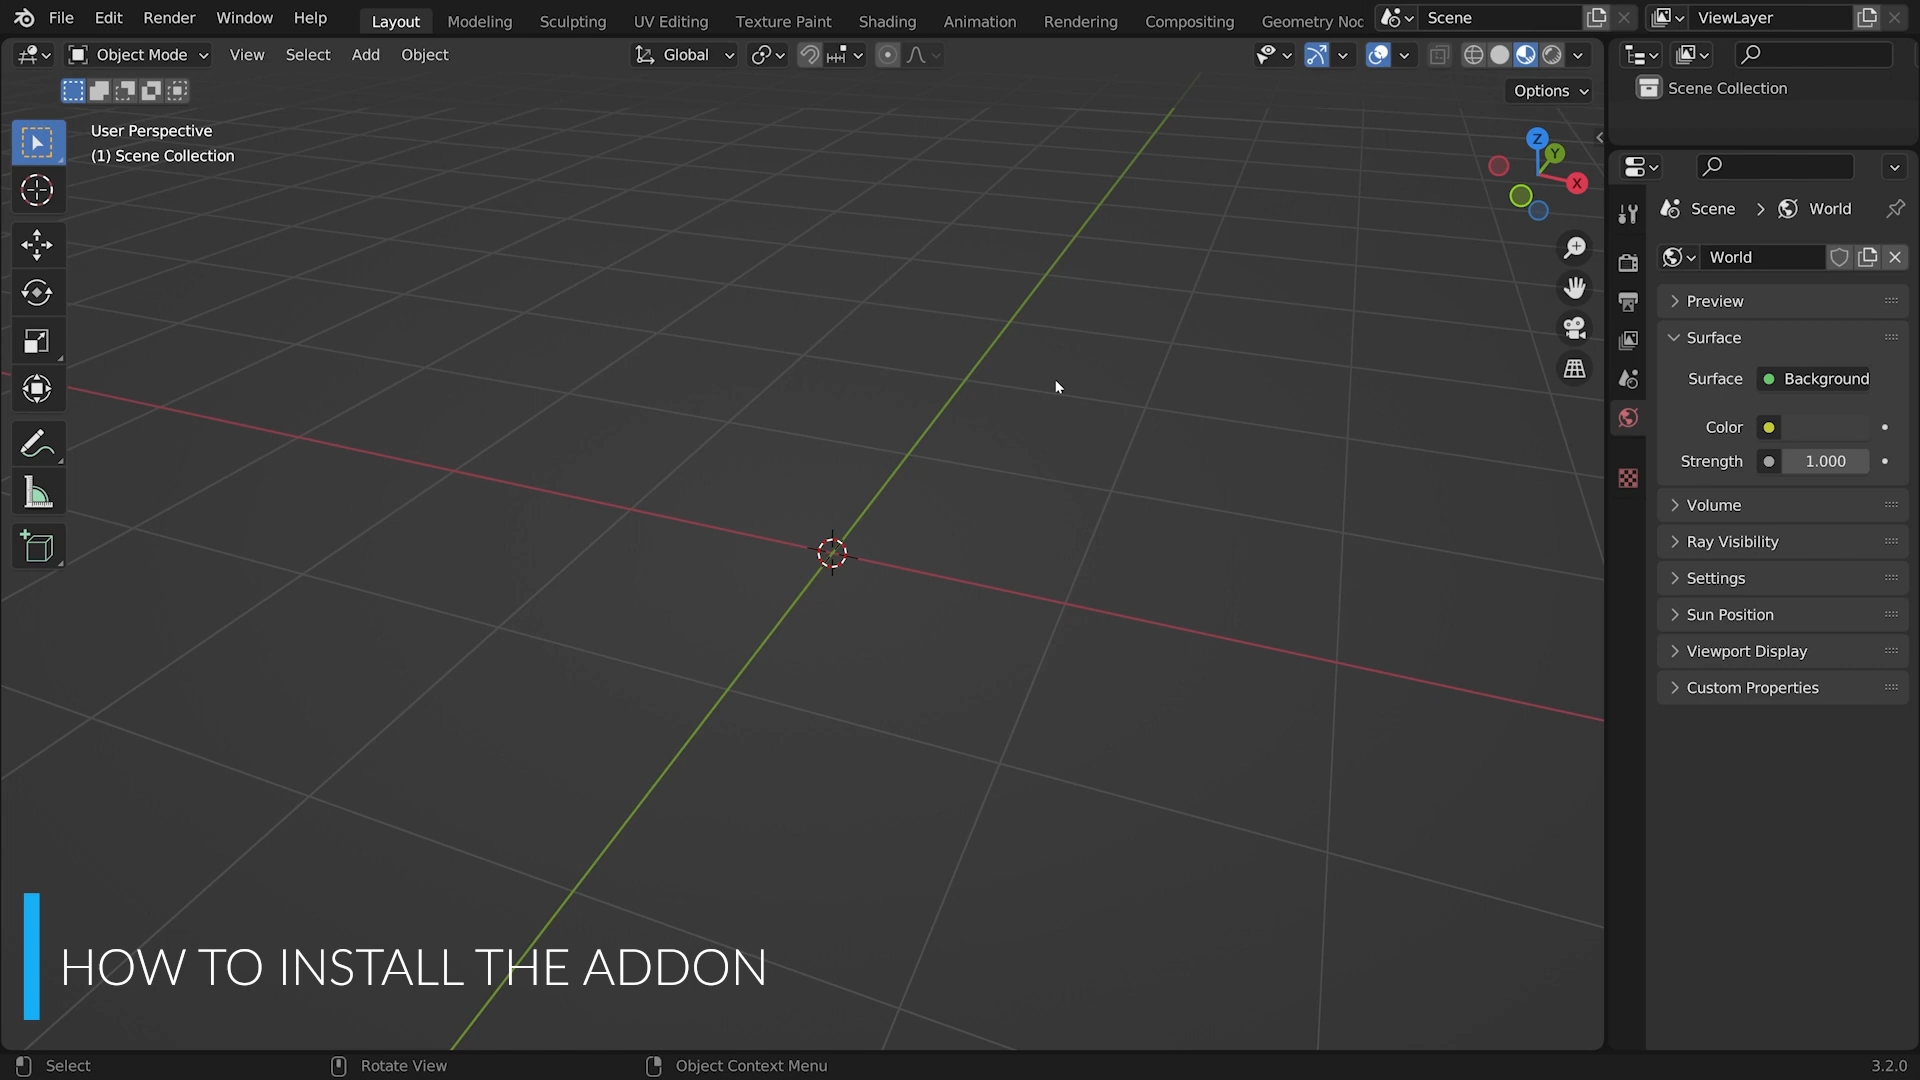 File Edit Render Window Help Layout Modeling Sculpting UV Editing Texture Paint Shading Animation Rendering Compositing Geometry Noc Scene ViewLayer
Object Mode View Select Add Object Global
Options
Scene Collection
User Perspective
(1) Scene Collection
Z
Y
X
Scene > World
World
Preview
Surface
Surface Background
Color
Strength 1.000
Volume
Ray Visibility
Settings
Sun Position
Viewport Display
Custom Properties
HOW TO INSTALL THE ADDON
Select Rotate View Object Context Menu 3.2.0